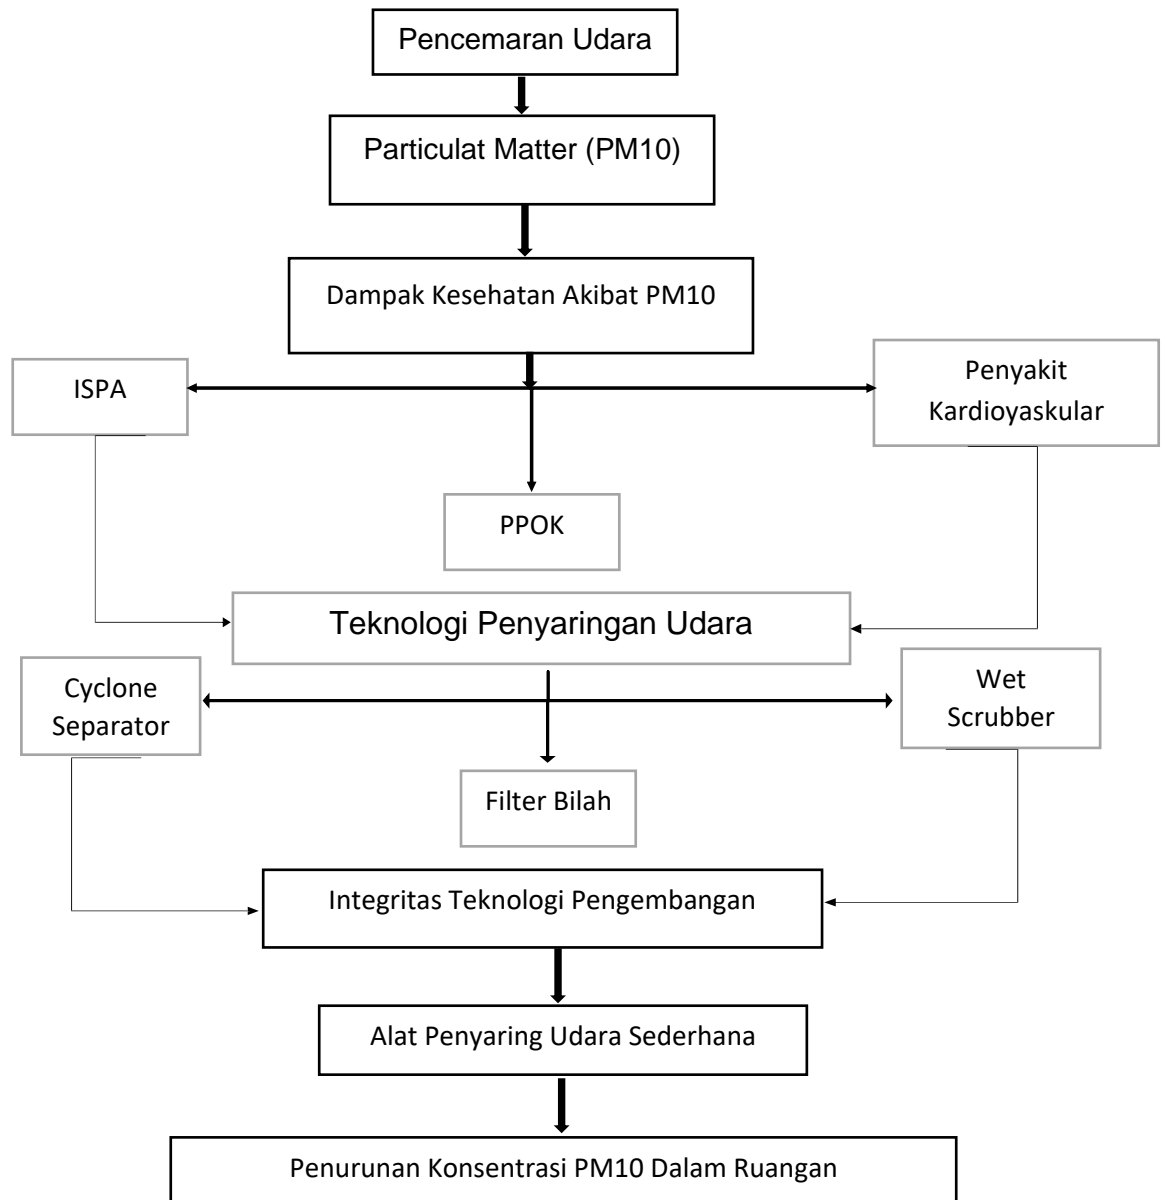 Pencemaran Udara
Particulat Matter (PM10)
Dampak Kesehatan Akibat PM10
ISPA
Penyakit
Kardioyaskular
PPOK
Teknologi Penyaringan Udara
Cyclone
Separator
Wet
Scrubber
Filter Bilah
Integritas Teknologi Pengembangan
Alat Penyaring Udara Sederhana
Penurunan Konsentrasi PM10 Dalam Ruangan